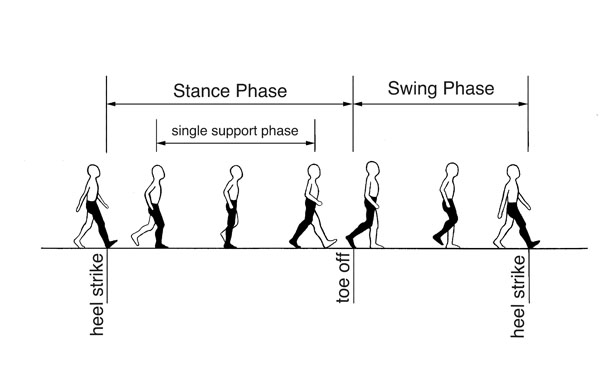 Stance Phase
Swing Phase
single support phase
heel strike
toe off
heel strike